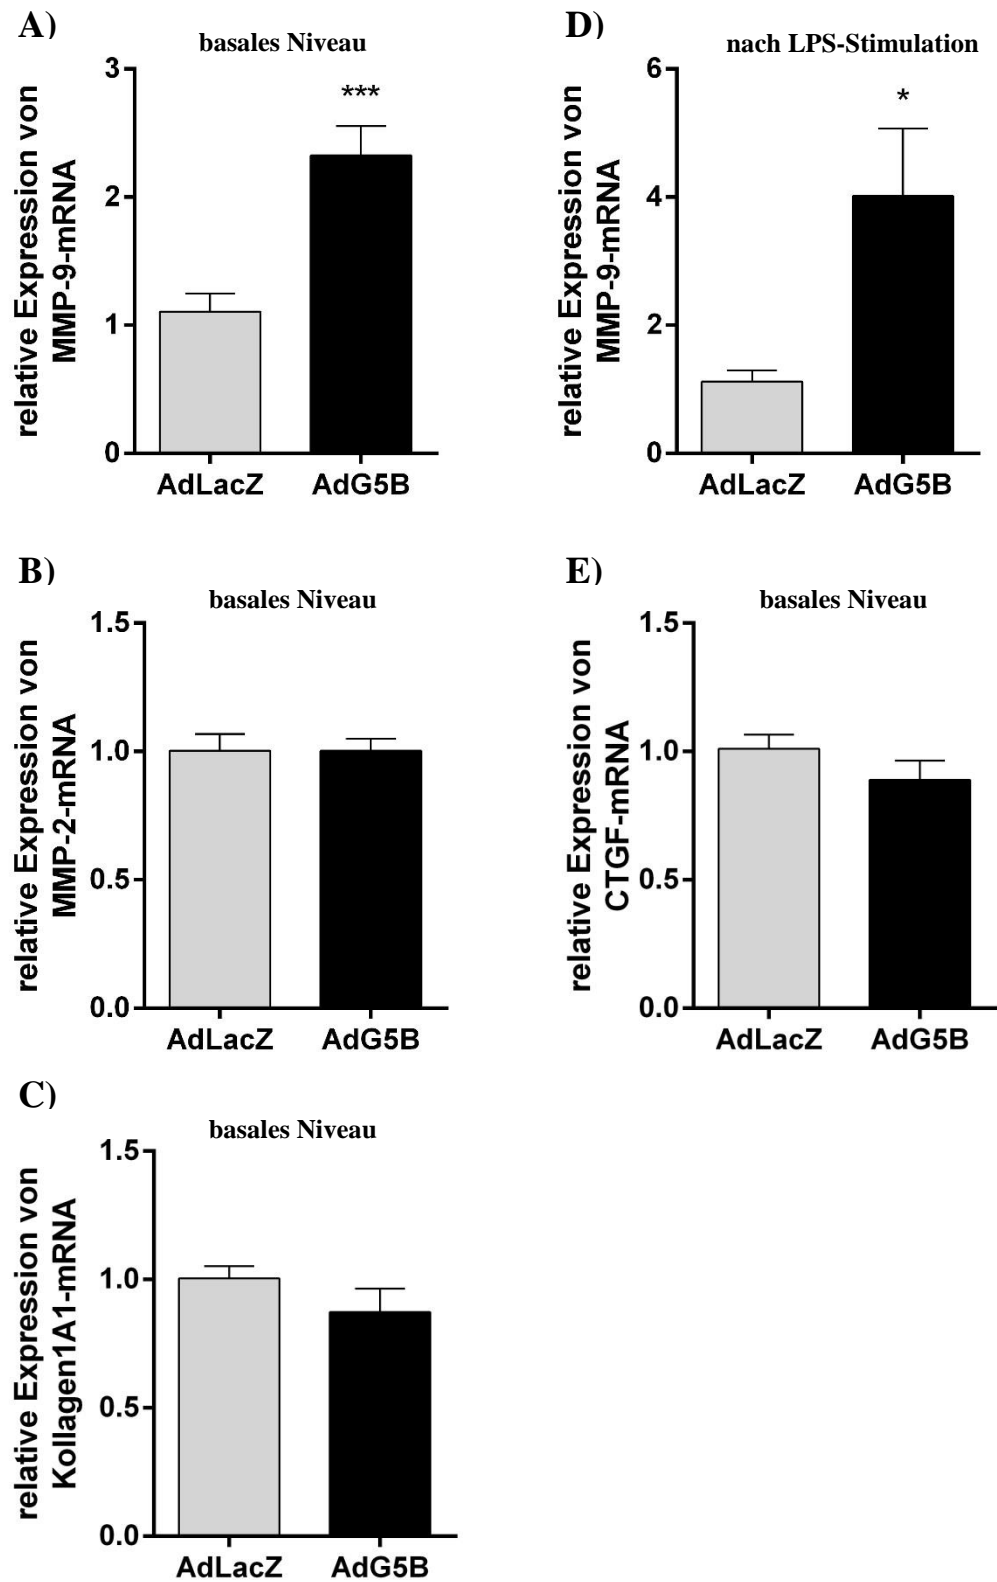 A)
basales Niveau
relative Expression von
MMP-9-mRNA
3
***
2
1
0
AdLacZ AdG5B
D)
nach LPS-Stimulation
relative Expression von
MMP-9-mRNA
6
*
4
2
0
AdLacZ AdG5B
B)
basales Niveau
relative Expression von
MMP-2-mRNA
1.5
1.0
0.5
0.0
AdLacZ AdG5B
E)
basales Niveau
relative Expression von
CTGF-mRNA
1.5
1.0
0.5
0.0
AdLacZ AdG5B
C)
basales Niveau
relative Expression von
Kollagen1A1-mRNA
1.5
1.0
0.5
0.0
AdLacZ AdG5B